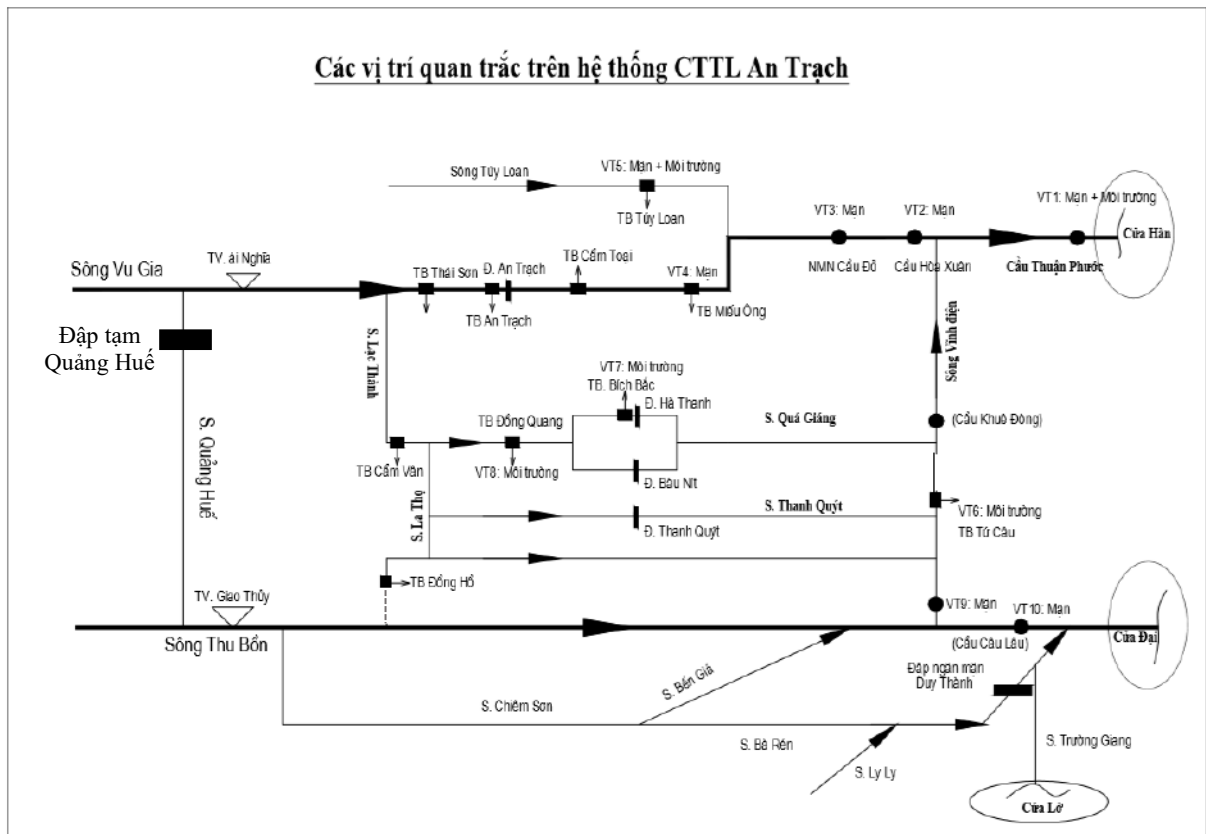 Các vị trí quan trắc trên hệ thống CTTL An Trạch
Sông Túy Loan
VT5: Mặn + Môi trường
TB Túy Loan
VT3: Mặn
VT2: Mặn
VT1: Mặn + Môi trường
Cửa Hàn
NMN Cầu Đỏ
Cầu Hòa Xuân
Cầu Thuận Phước
Sông Vu Gia
TV. ái Nghĩa
TB Thái Sơn
Đ. An Trạch
TB Cẩm Toại
VT4: Mặn
TB An Trạch
TB Miếu Ông
Đập tạm
Quảng Huế
S. Lạc Thành
Sông Vĩnh điện
VT7: Môi trường
TB. Bích Bắc
Đ. Hà Thanh
S. Quảng Huế
TB Đồng Quang
S. Quá Giáng
(Cẩu Khuê Đông)
TB Cẩm Văn
VT8: Môi trường
Đ. Bàu Nít
S. La Thọ
S. Thanh Quýt
VT6: Môi trường
TB Tứ Câu
Đ. Thanh Quýt
TB Đồng Hồ
TV. Giao Thủy
VT9: Mặn
VT10: Mặn
Sông Thu Bồn
(Cầu Câu Lâu)
Cửa Đại
S. Bến Giá
Đập ngăn mặn
Duy Thành
S. Chiêm Sơn
S. Bà Rén
S. Trường Giang
S. Ly Ly
Cửa Lở